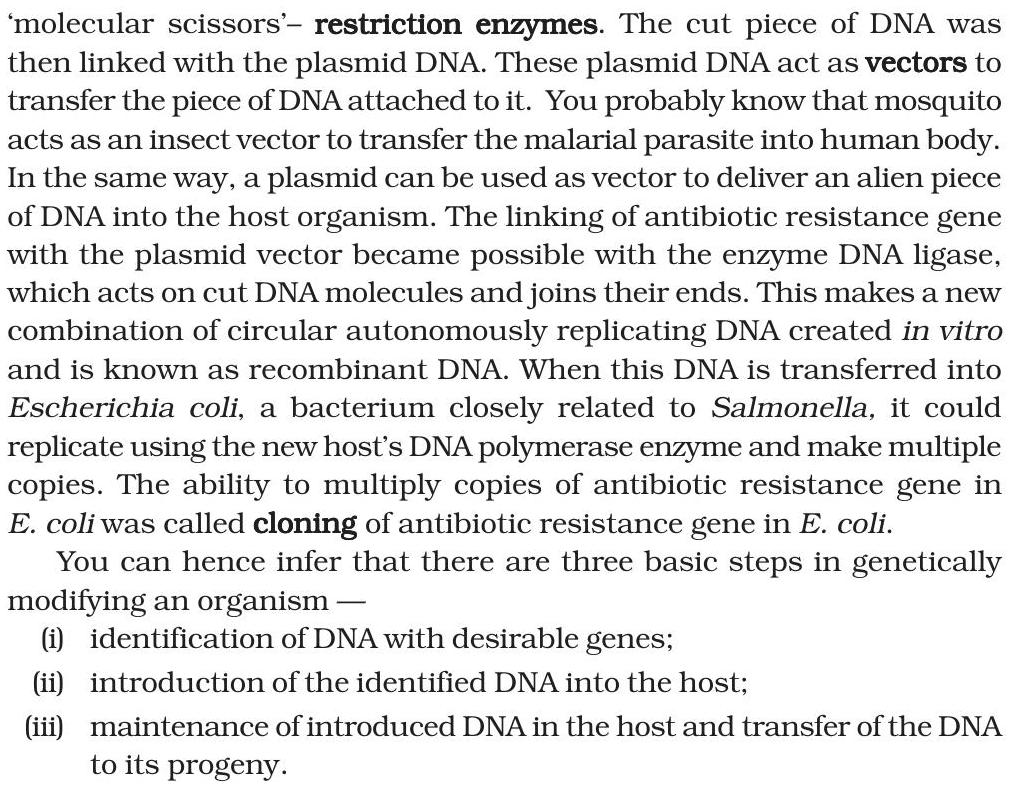 ‘molecular scissors’– restriction enzymes. The cut piece of DNA was
then linked with the plasmid DNA. These plasmid DNA act as vectors to
transfer the piece of DNA attached to it. You probably know that mosquito
acts as an insect vector to transfer the malarial parasite into human body.
In the same way, a plasmid can be used as vector to deliver an alien piece
of DNA into the host organism. The linking of antibiotic resistance gene
with the plasmid vector became possible with the enzyme DNA ligase,
which acts on cut DNA molecules and joins their ends. This makes a new
combination of circular autonomously replicating DNA created in vitro
and is known as recombinant DNA. When this DNA is transferred into
Escherichia coli, a bacterium closely related to Salmonella, it could
replicate using the new host’s DNA polymerase enzyme and make multiple
copies. The ability to multiply copies of antibiotic resistance gene in
E. coli was called cloning of antibiotic resistance gene in E. coli.
You can hence infer that there are three basic steps in genetically
modifying an organism —
(i) identification of DNA with desirable genes;
(ii) introduction of the identified DNA into the host;
(iii) maintenance of introduced DNA in the host and transfer of the DNA
to its progeny.